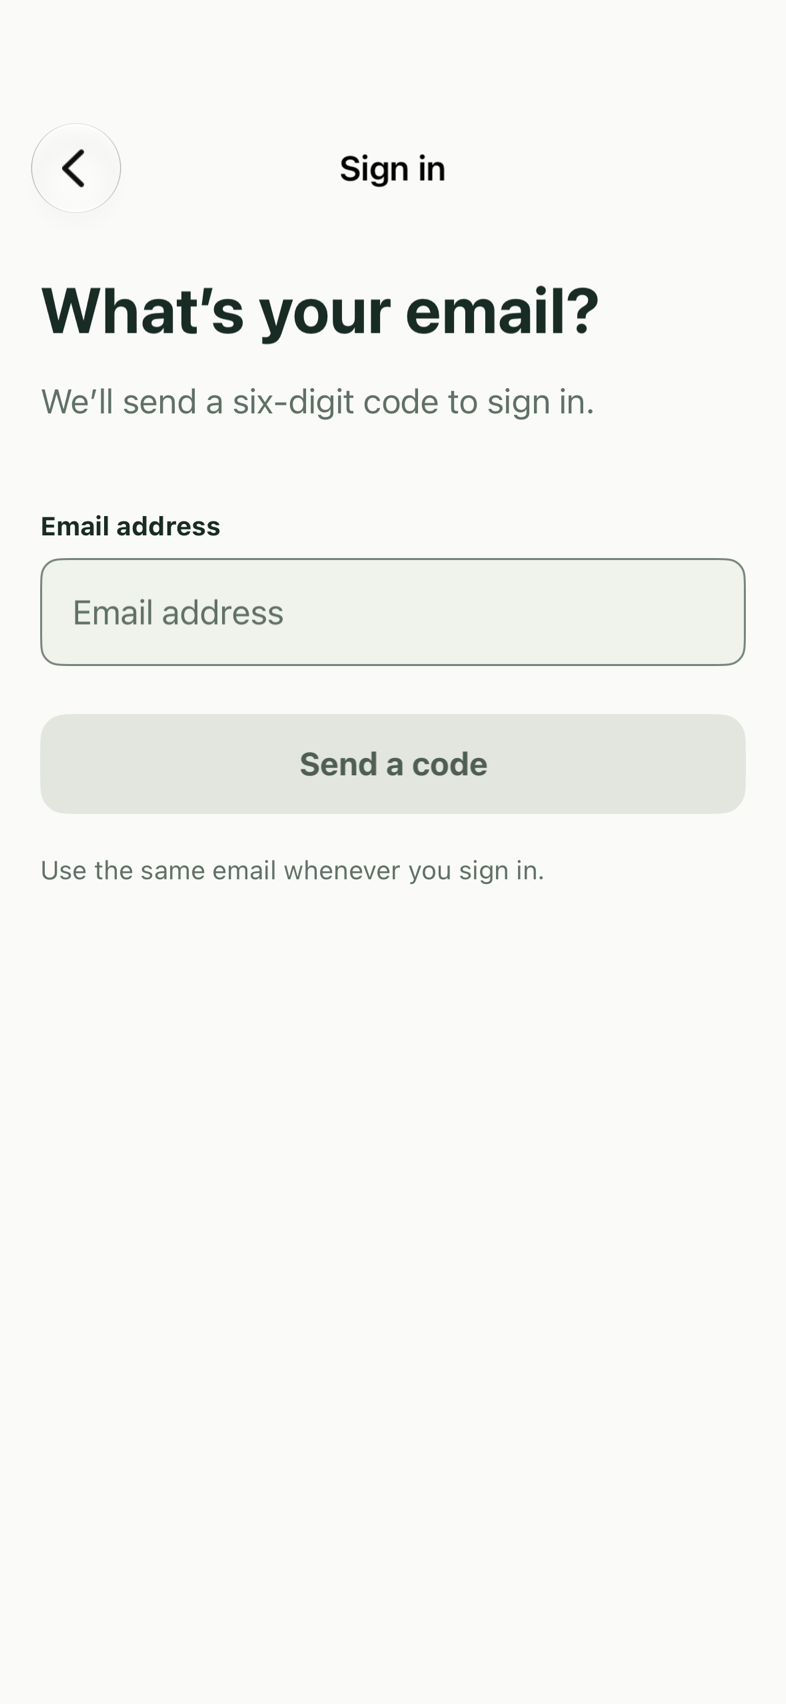 Sign in
What’s your email?
We’ll send a six-digit code to sign in.
Email address
Email address
Send a code
Use the same email whenever you sign in.